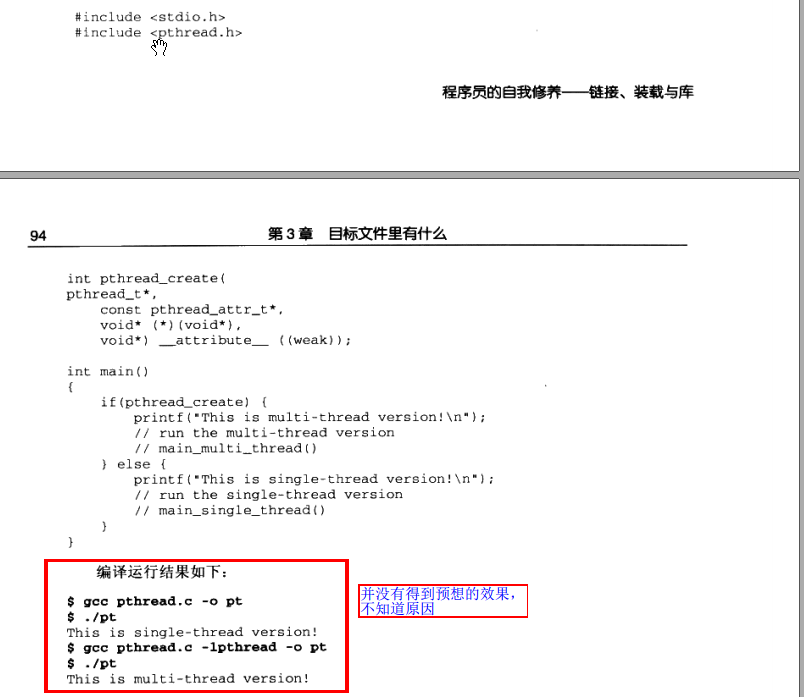 #include <stdio.h>
#include <pthread.h>
程序员的自我修养——链接、装载与库
94
第 3 章 目标文件里有什么
int pthread_create(
pthread_t*,
const pthread_attr_t*,
void* (*)(void*),
void*) __attribute__ ((weak));
int main()
{
if(pthread_create) {
printf("This is multi-thread version!\n");
// run the multi-thread version
// main_multi_thread()
} else {
printf("This is single-thread version!\n");
// run the single-thread version
// main_single_thread()
}
}
编译运行结果如下：
$ gcc pthread.c -o pt
$ ./pt
This is single-thread version!
$ gcc pthread.c -lpthread -o pt
$ ./pt
This is multi-thread version!
并没有得到预想的效果，
不知道原因